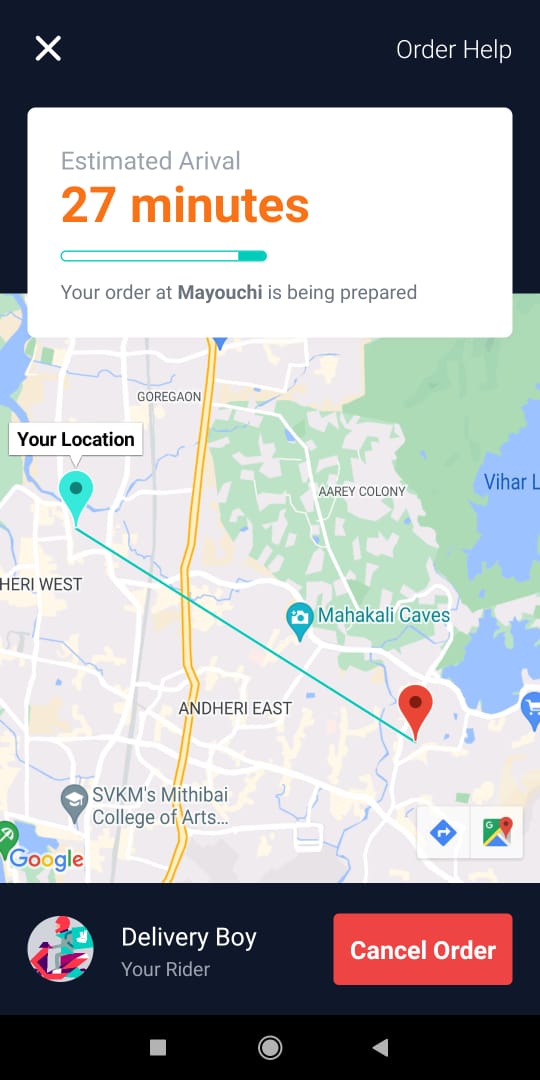 Order Help
Estimated Arival
27 minutes
Your order at Mayouchi is being prepared
GOREGAON
Your Location
AAREY COLONY
Vihar L
HERI WEST
Mahakali Caves
ANDHERI EAST
SVKM's Mithibai
College of Arts...
G
Google
Delivery Boy
Your Rider
Cancel Order